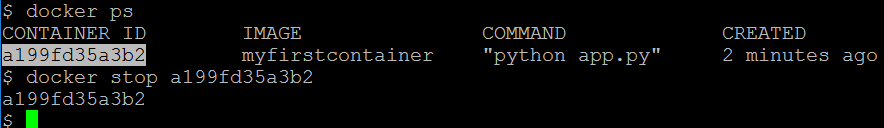 $ docker ps
CONTAINER ID IMAGE COMMAND CREATED
a199fd35a3b2 myfirstcontainer "python app.py" 2 minutes ago
$ docker stop a199fd35a3b2
a199fd35a3b2
$